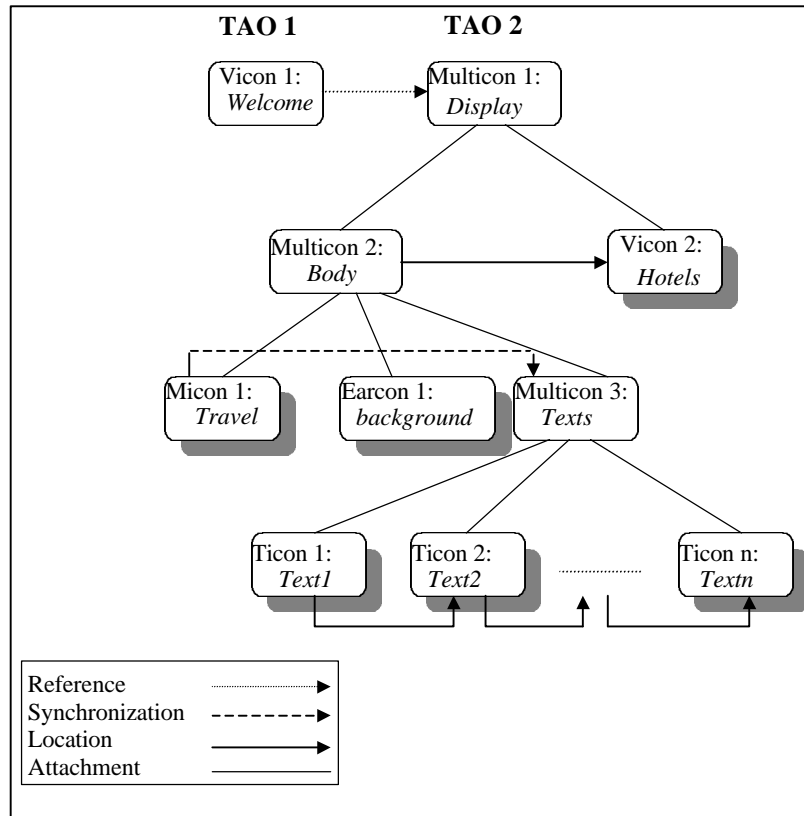 TAO 1 TAO 2
Vicon 1: Multicon 1:
Welcome Display
Multicon 2: Vicon 2:
Body Hotels
Micon 1: Earcon 1: Multicon 3:
Travel background Texts
Ticon 1: Ticon 2: Ticon n:
Text1 Text2 Textn
Reference
Synchronization
Location
Attachment